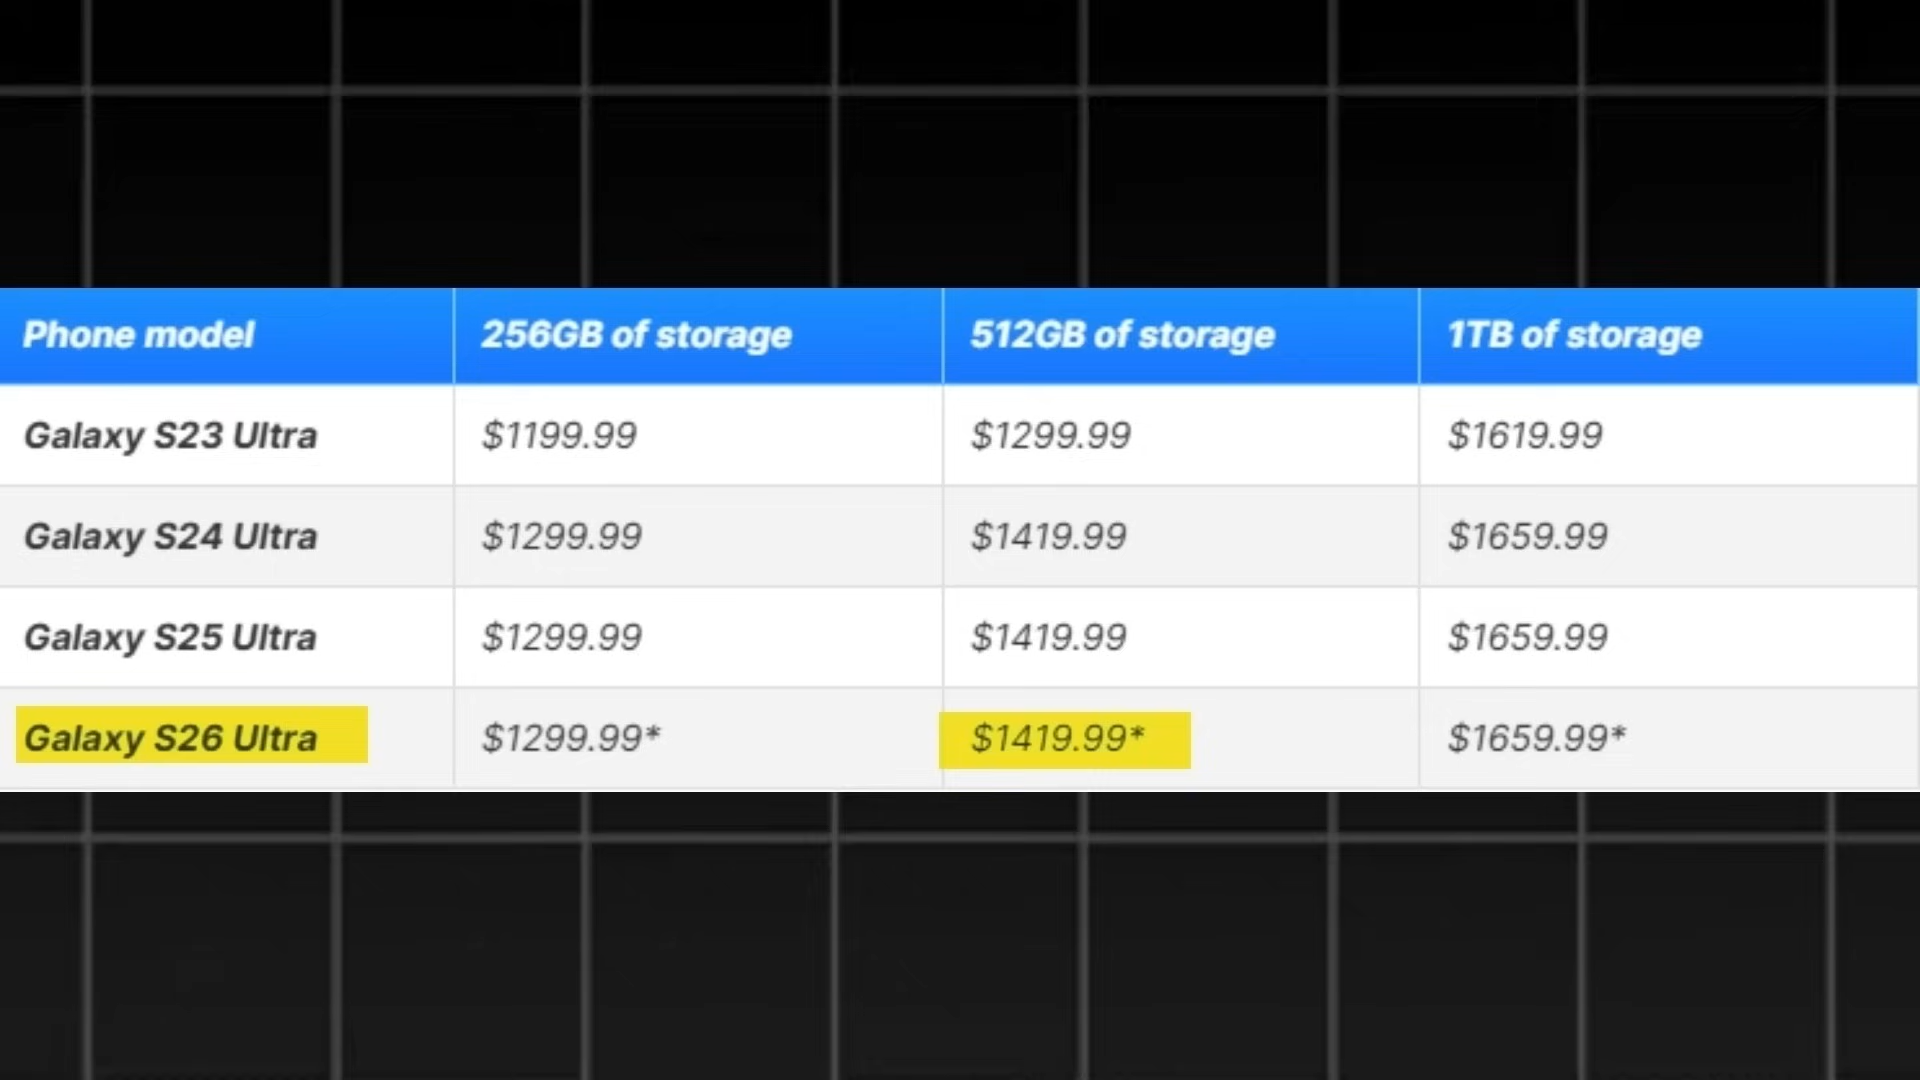 Phone model 256GB of storage 512GB of storage 1TB of storage
Galaxy S23 Ultra $1199.99 $1299.99 $1619.99
Galaxy S24 Ultra $1299.99 $1419.99 $1659.99
Galaxy S25 Ultra $1299.99 $1419.99 $1659.99
Galaxy S26 Ultra $1299.99* $1419.99* $1659.99*